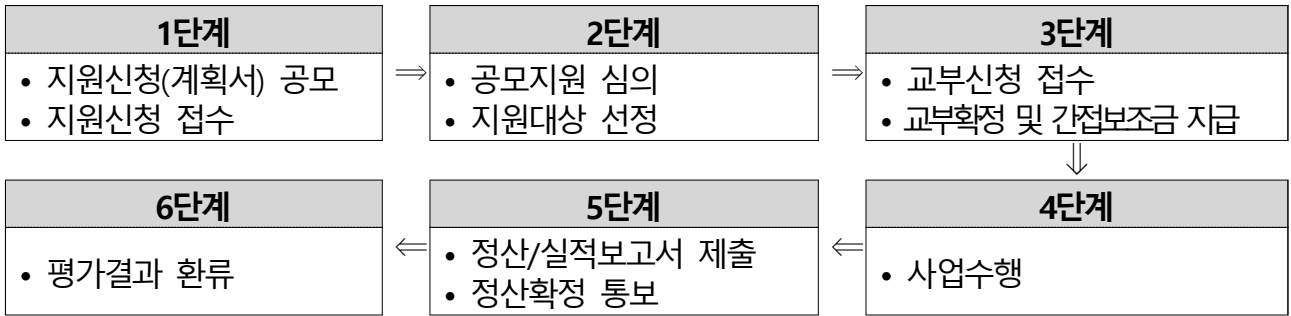 1단계
• 지원신청(계획서) 공모
• 지원신청 접수
⇒
2단계
• 공모지원 심의
• 지원대상 선정
⇒
3단계
• 교부신청 접수
• 교부확정 및 간접보조금 지급
⇓
4단계
• 사업수행
⇐
5단계
• 정산/실적보고서 제출
• 정산확정 통보
⇐
6단계
• 평가결과 환류